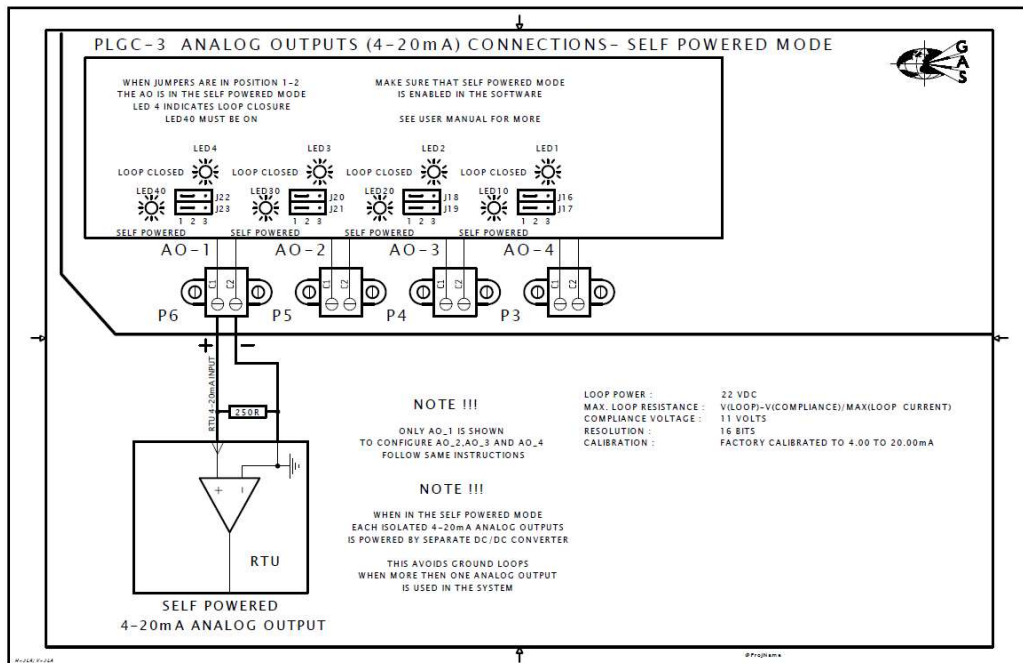 PLGC-3 ANALOG OUTPUTS (4-20mA) CONNECTIONS- SELF POWERED MODE
GAS
WHEN JUMPERS ARE IN POSITION 1-2
THE AO IS IN THE SELF POWERED MODE
LED 4 INDICATES LOOP CLOSURE
LED40 MUST BE ON
MAKE SURE THAT SELF POWERED MODE
IS ENABLED IN THE SOFTWARE
SEE USER MANUAL FOR MORE
LED4 LED3 LED2 LED1
LOOP CLOSED LOOP CLOSED LOOP CLOSED LOOP CLOSED
LED40 J22 LED30 J20 LED20 J18 LED10 J16
J23 J21 J19 J17
1 2 3 1 2 3 1 2 3 1 2 3
SELF POWERED SELF POWERED SELF POWERED SELF POWERED
AO-1 AO-2 AO-3 AO-4
C1 C2 C1 C2 C1 C2 C1 C2
P6 P5 P4 P3
+ -
RTU 4-20mA INPUT
250R
+ -
RTU
SELF POWERED
4-20mA ANALOG OUTPUT
NOTE !!!
ONLY AO_1 IS SHOWN
TO CONFIGURE AO_2,AO_3 AND AO_4
FOLLOW SAME INSTRUCTIONS
NOTE !!!
WHEN IN THE SELF POWERED MODE
EACH ISOLATED 4-20mA ANALOG OUTPUTS
IS POWERED BY SEPARATE DC/DC CONVERTER
THIS AVOIDS GROUND LOOPS
WHEN MORE THEN ONE ANALOG OUTPUT
IS USED IN THE SYSTEM
LOOP POWER : 22 VDC
MAX. LOOP RESISTANCE : V(LOOP)-V(COMPLIANCE)/MAX(LOOP CURRENT)
COMPLIANCE VOLTAGE : 11 VOLTS
RESOLUTION : 16 BITS
CALIBRATION : FACTORY CALIBRATED TO 4.00 TO 20.00mA
@ProjName